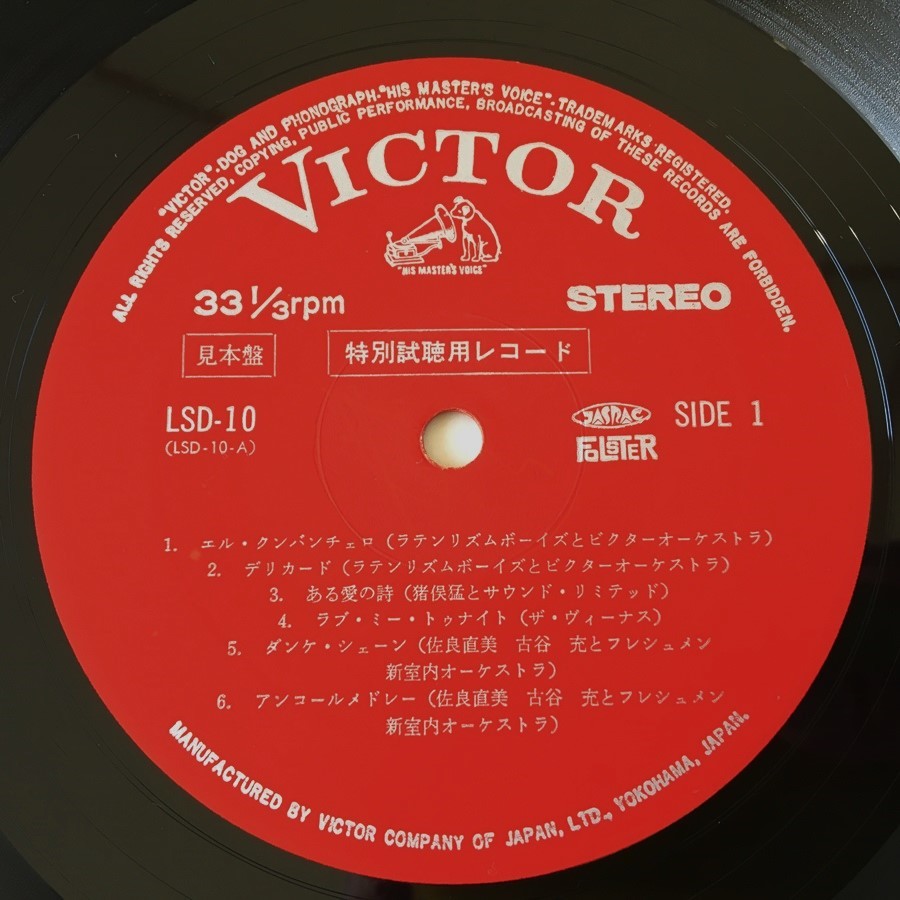 "VICTOR"·DOG AND PHONOGRAPH·"HIS MASTER'S VOICE"·TRADEMARKS·REGISTERED.
ALL RIGHTS RESERVED, COPYING, PUBLIC PERFORMANCE, BROADCASTING OF THESE RECORDS ARE FORBIDDEN.
VICTOR
"HIS MASTER'S VOICE"
33 1/3rpm STEREO
見本盤 特別試聴用レコード
LSD-10 JASRAC SIDE 1
(LSD-10-A) FOLSTER
1. エル・クンバンチェロ (ラテンリズムボーイズとビクターオーケストラ)
2. デリカード (ラテンリズムボーイズとビクターオーケストラ)
3. ある愛の詩 (猪俣猛とサウンド・リミテッド)
4. ラブ・ミー・トゥナイト (ザ・ヴィーナス)
5. ダンケ・シェーン (佐良直美 古谷 充とフレシュメン
新室内オーケストラ)
6. アンコールメドレー (佐良直美 古谷 充とフレシュメン
新室内オーケストラ)
MANUFACTURED BY VICTOR COMPANY OF JAPAN, LTD., YOKOHAMA, JAPAN.